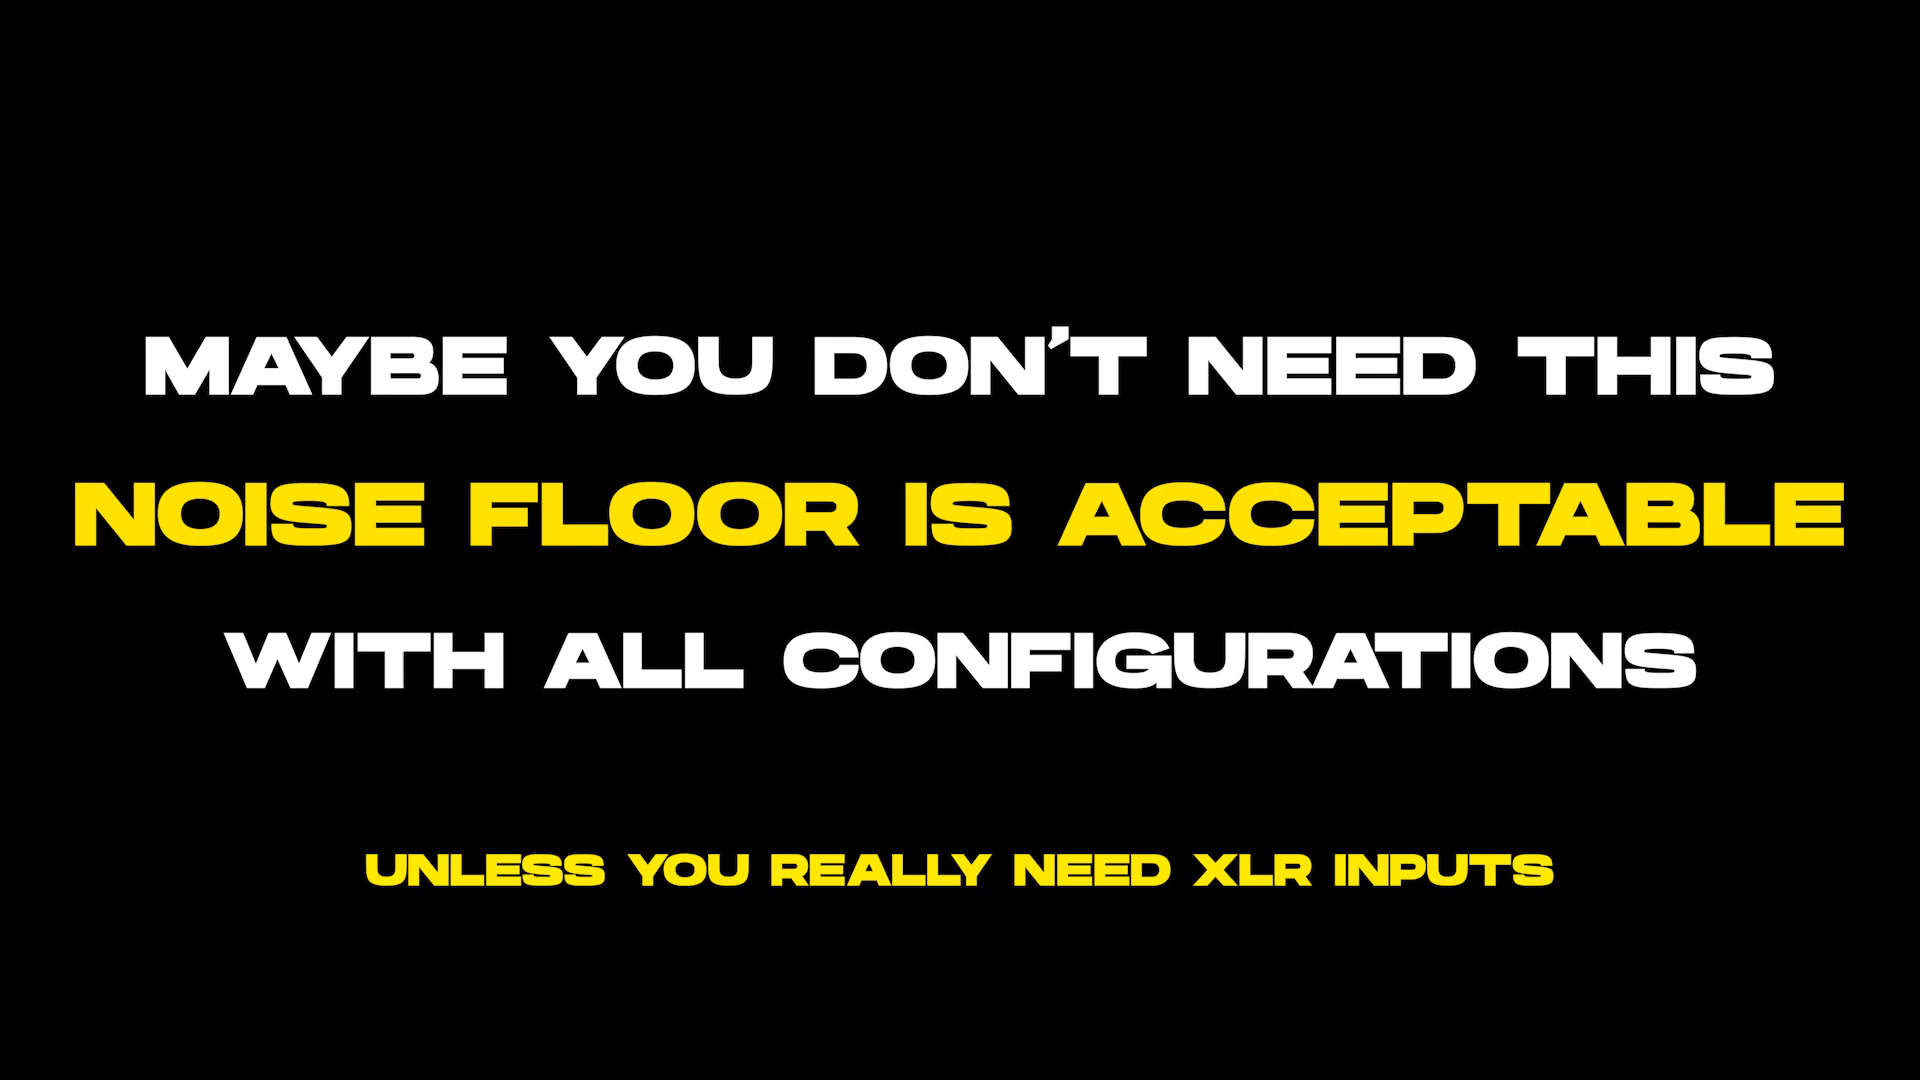 MAYBE YOU DON'T NEED THIS
NOISE FLOOR IS ACCEPTABLE
WITH ALL CONFIGURATIONS
UNLESS YOU REALLY NEED XLR INPUTS